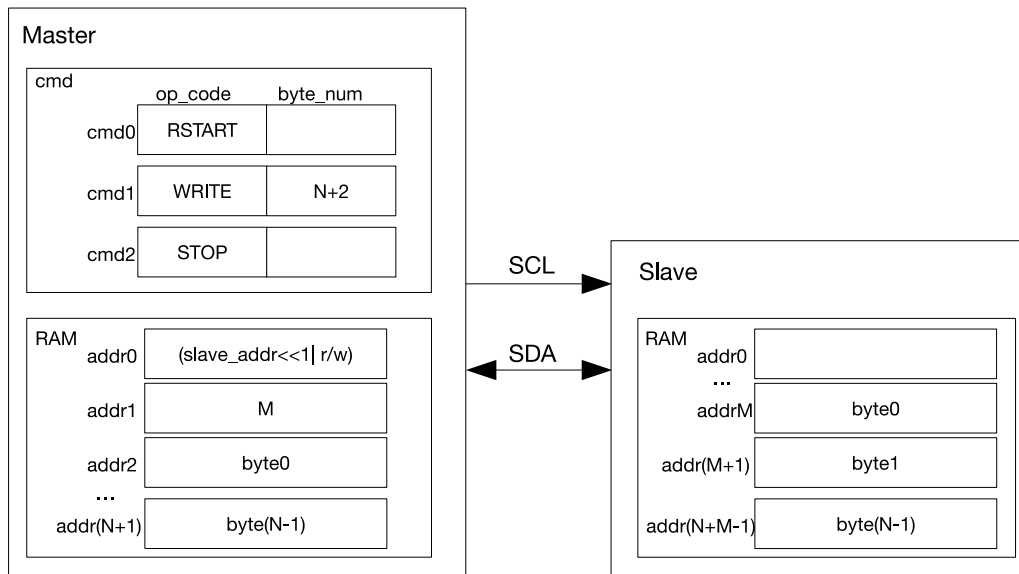 Master
cmd
op_code byte_num
cmd0 RSTART
cmd1 WRITE N+2
cmd2 STOP
RAM
addr0 (slave_addr<<1| r/w)
addr1 M
addr2 byte0
...
addr(N+1) byte(N-1)
SCL
SDA
Slave
RAM
addr0
...
addrM byte0
addr(M+1) byte1
addr(N+M-1) byte(N-1)